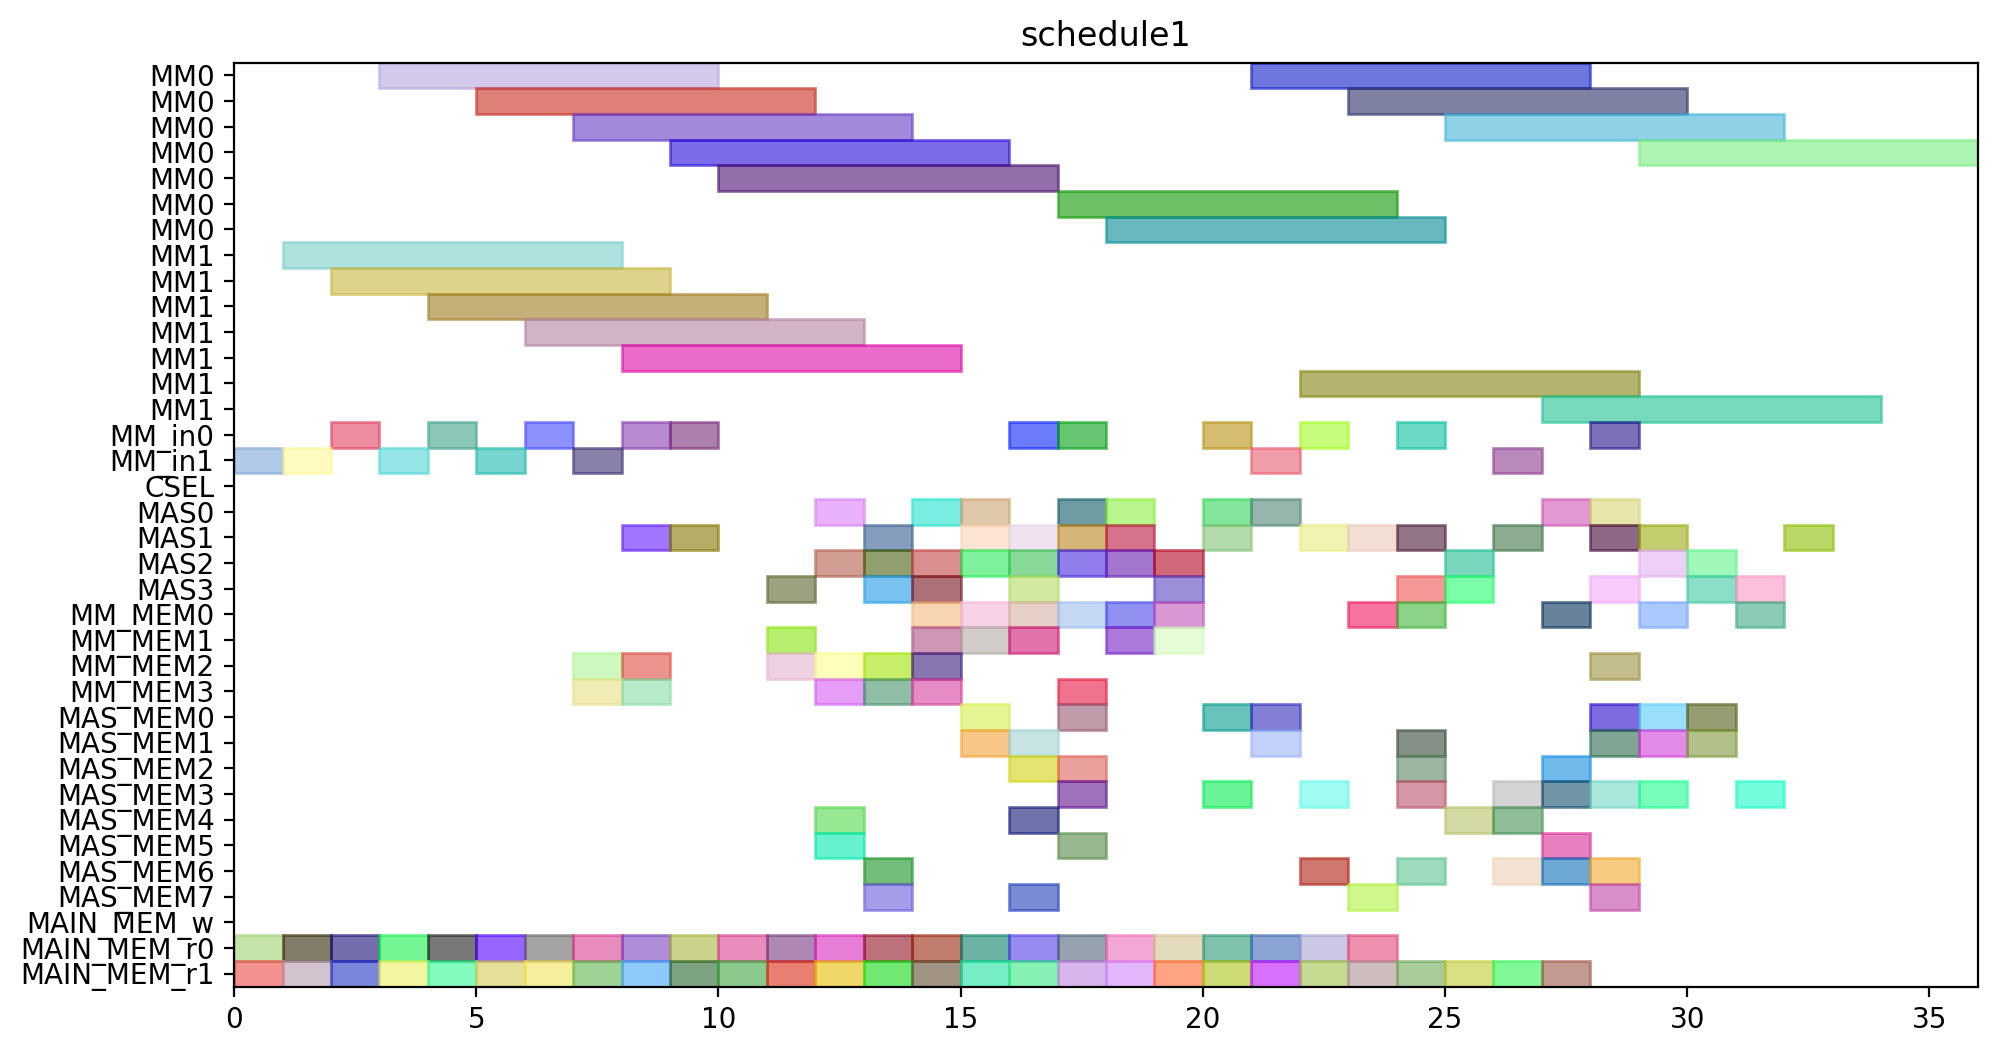 schedule1
MM0
MM0
MM0
MM0
MM0
MM0
MM0
MM1
MM1
MM1
MM1
MM1
MM1
MM1
MM_in0
MM_in1
CSEL
MAS0
MAS1
MAS2
MAS3
MM_MEM0
MM_MEM1
MM_MEM2
MM_MEM3
MAS_MEM0
MAS_MEM1
MAS_MEM2
MAS_MEM3
MAS_MEM4
MAS_MEM5
MAS_MEM6
MAS_MEM7
MAIN_MEM_w
MAIN_MEM_r0
MAIN_MEM_r1
0 5 10 15 20 25 30 35